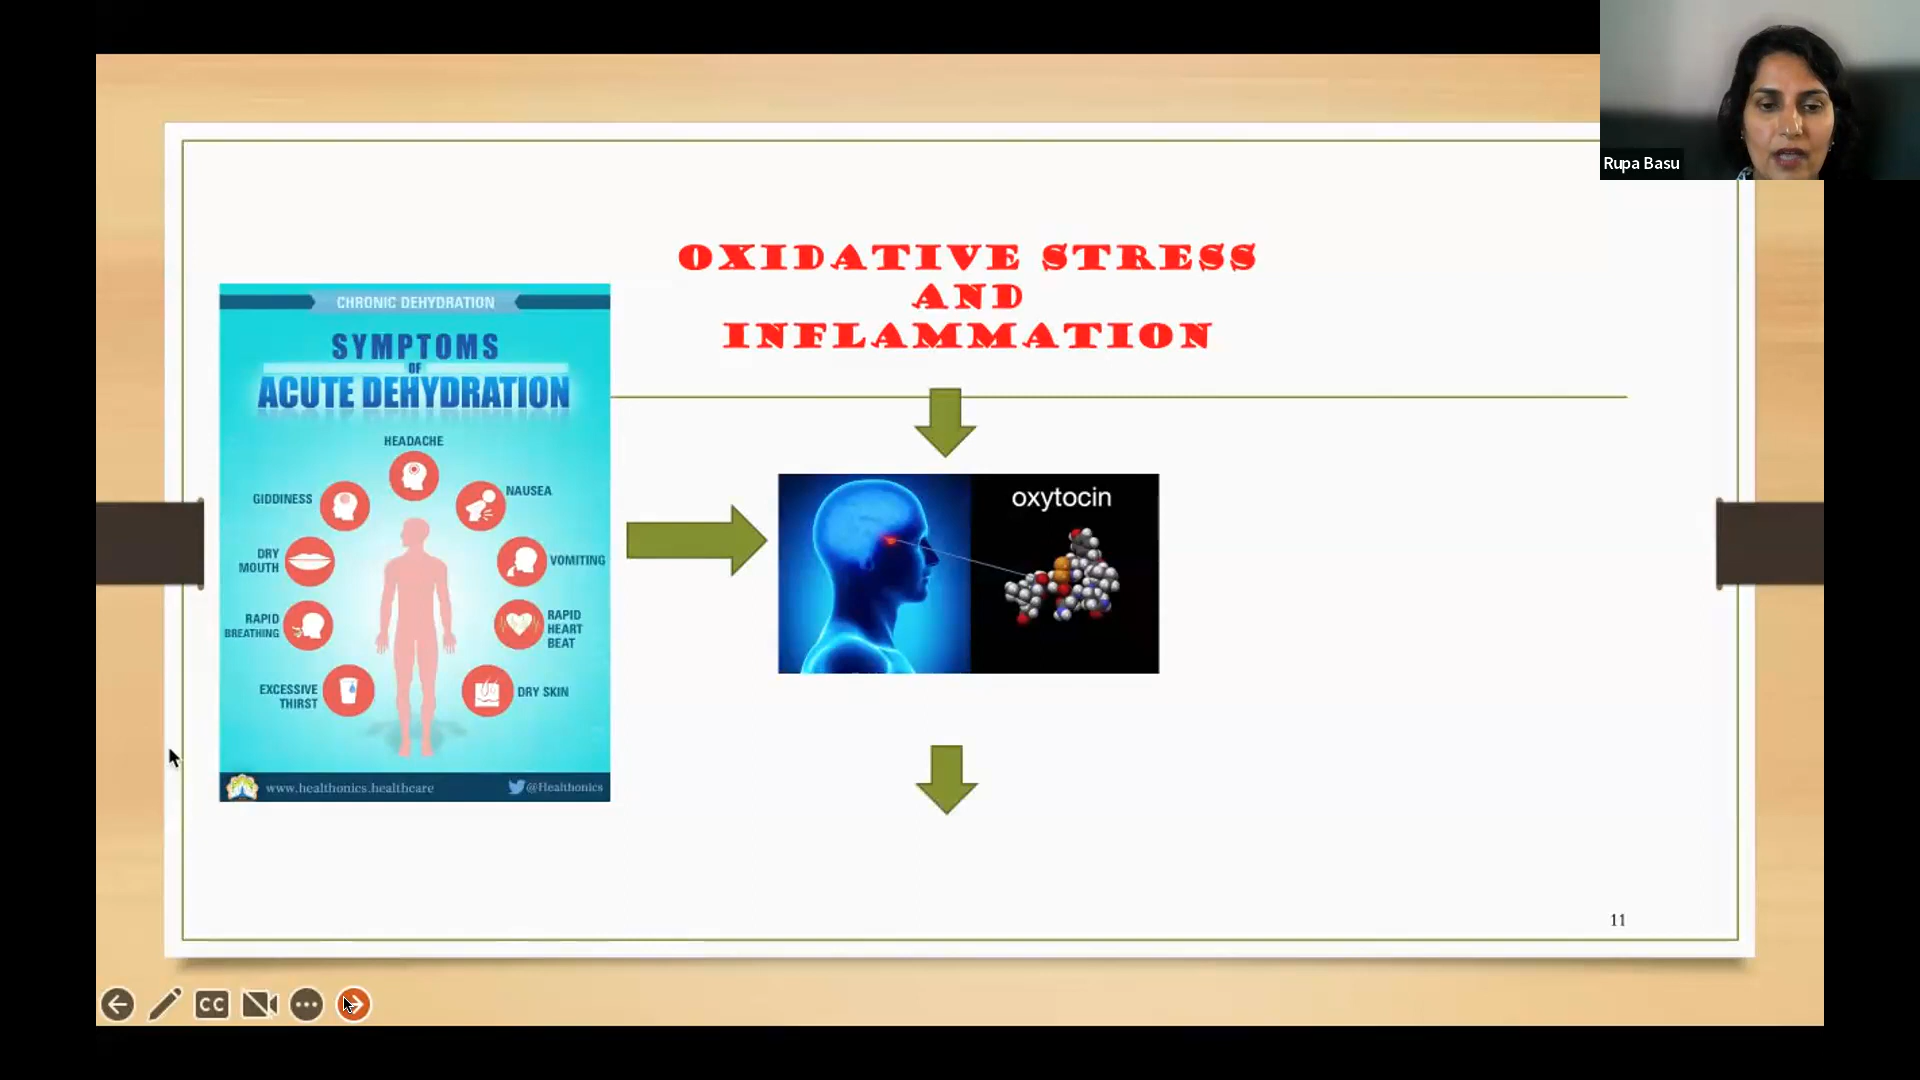 Rupa Basu
OXIDATIVE STRESS
AND
INFLAMMATION
CHRONIC DEHYDRATION
SYMPTOMS
OF
ACUTE DEHYDRATION
HEADACHE
GIDDINESS
NAUSEA
DRY
MOUTH
VOMITING
RAPID
BREATHING
RAPID
HEART
BEAT
EXCESSIVE
THIRST
DRY SKIN
www.healthonics.healthcare
@Healthonics
oxytocin
11
CC